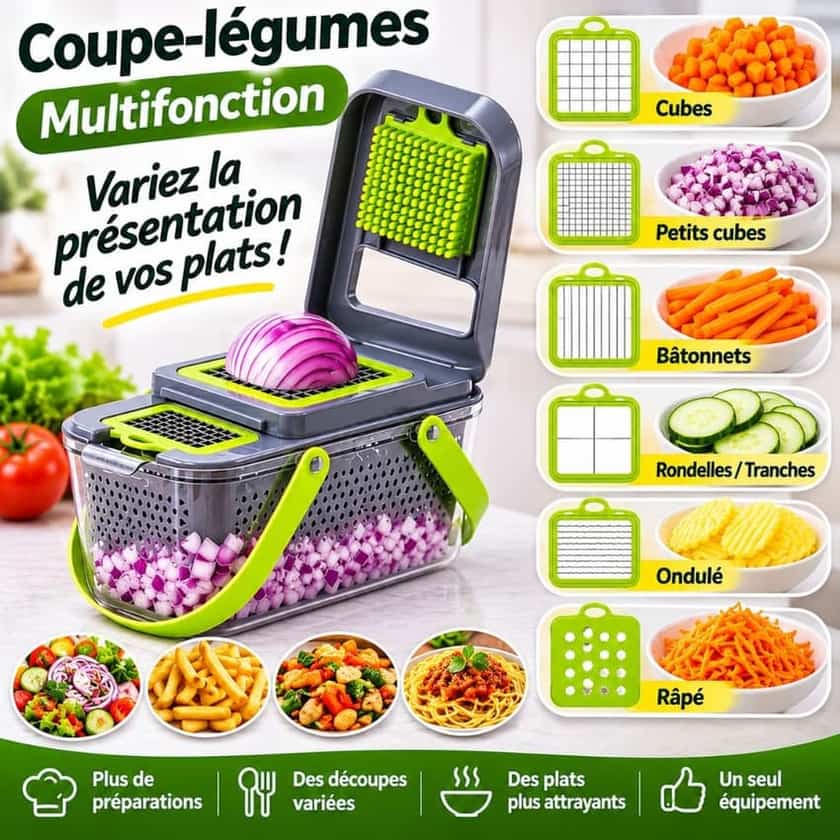 Coupe-légumes
Multifonction
Variez la
présentation
de vos plats !
Cubes
Petits cubes
Bâtonnets
Rondelles / Tranches
Ondulé
Râpé
Plus de
préparations
Des découpes
variées
Des plats
plus attrayants
Un seul
équipement